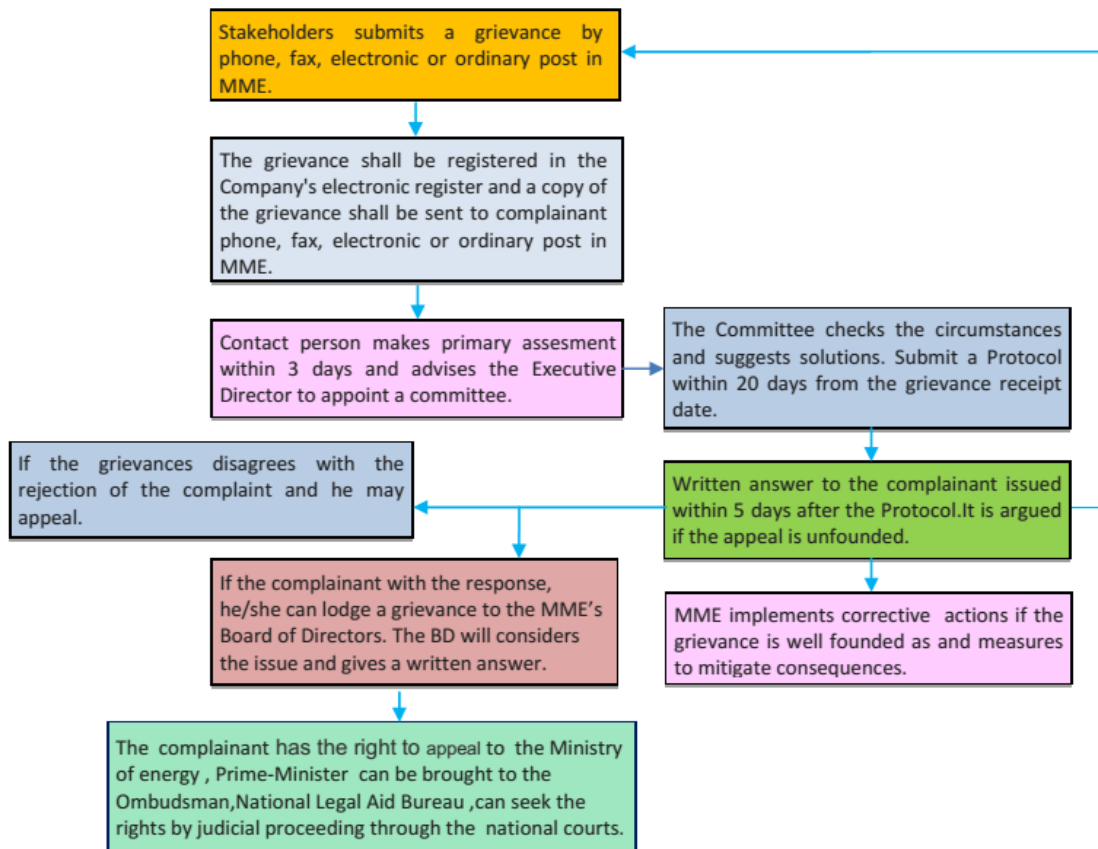 Stakeholders submits a grievance by
phone, fax, electronic or ordinary post in
MME.
The grievance shall be registered in the
Company's electronic register and a copy of
the grievance shall be sent to complainant
phone, fax, electronic or ordinary post in
MME.
Contact person makes primary assesment
within 3 days and advises the Executive
Director to appoint a committee.
The Committee checks the circumstances
and suggests solutions. Submit a Protocol
within 20 days from the grievance receipt
date.
If the grievances disagrees with the
rejection of the complaint and he may
appeal.
Written answer to the complainant issued
within 5 days after the Protocol.It is argued
if the appeal is unfounded.
If the complainant with the response,
he/she can lodge a grievance to the MME's
Board of Directors. The BD will considers
the issue and gives a written answer.
MME implements corrective actions if the
grievance is well founded as and measures
to mitigate consequences.
The complainant has the right to appeal to the Ministry
of energy , Prime-Minister can be brought to the
Ombudsman,National Legal Aid Bureau ,can seek the
rights by judicial proceeding through the national courts.